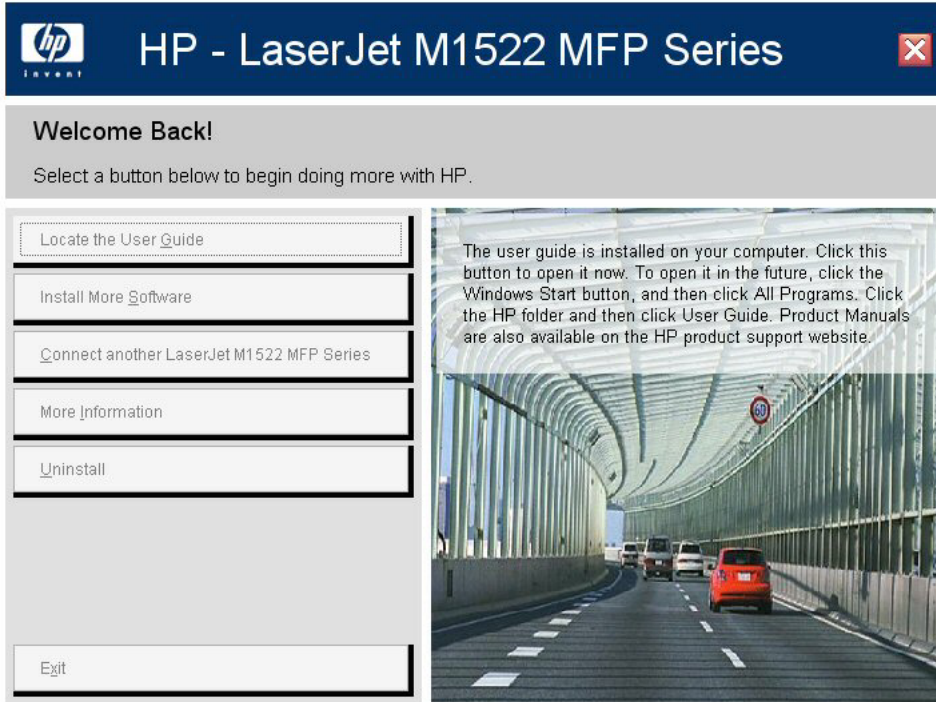 hp
invent
HP - LaserJet M1522 MFP Series
Welcome Back!
Select a button below to begin doing more with HP.
Locate the User Guide
Install More Software
Connect another LaserJet M1522 MFP Series
More Information
Uninstall
Exit
The user guide is installed on your computer. Click this
button to open it now. To open it in the future, click the
Windows Start button, and then click All Programs. Click
the HP folder and then click User Guide. Product Manuals
are also available on the HP product support website.
60